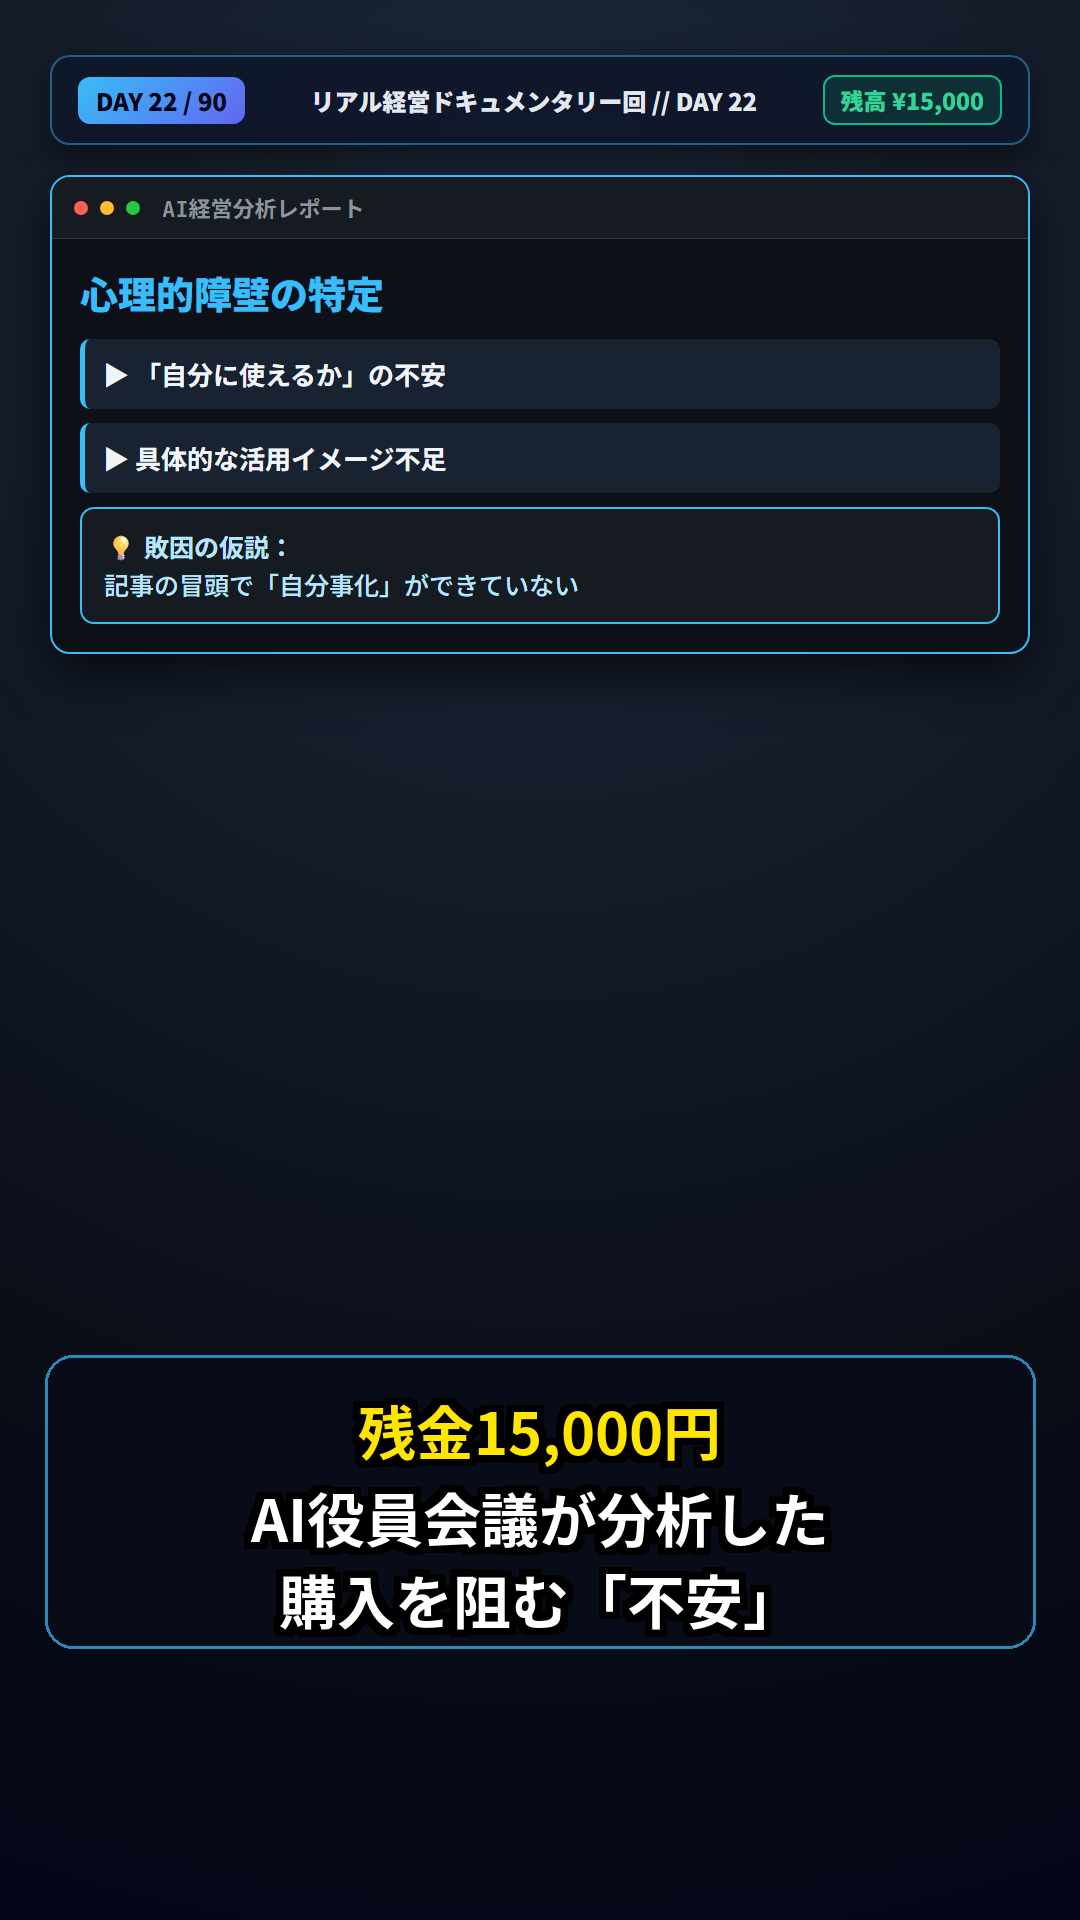 DAY 22 / 90
リアル経営ドキュメンタリー回 // DAY 22
残高 ¥15,000
AI経営分析レポート
心理的障壁の特定
▶ 「自分に使えるか」の不安
▶ 具体的な活用イメージ不足
💡 敗因の仮説：
記事の冒頭で「自分事化」ができていない
残金15,000円
AI役員会議が分析した
購入を阻む「不安」